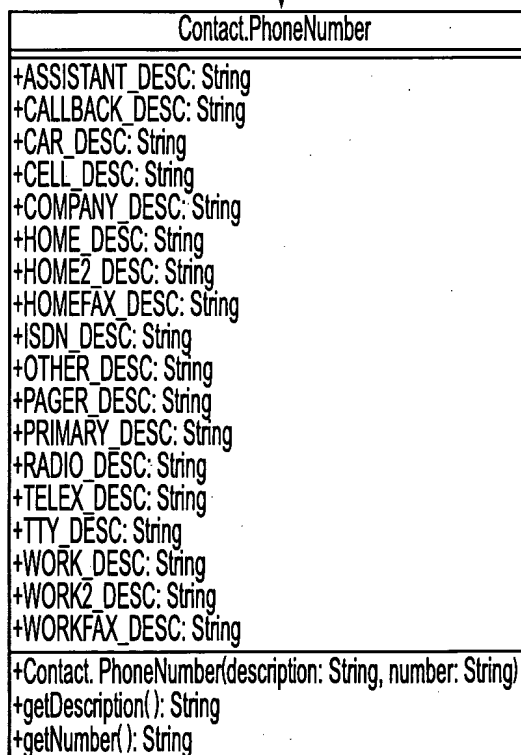 Contact.PhoneNumber
+ASSISTANT_DESC: String
+CALLBACK_DESC: String
+CAR_DESC: String
+CELL_DESC: String
+COMPANY_DESC: String
+HOME_DESC: String
+HOME2_DESC: String
+HOMEFAX_DESC: String
+ISDN_DESC: String
+OTHER_DESC: String
+PAGER_DESC: String
+PRIMARY_DESC: String
+RADIO_DESC: String
+TELEX_DESC: String
+TTY_DESC: String
+WORK_DESC: String
+WORK2_DESC: String
+WORKFAX_DESC: String
+Contact. PhoneNumber(description: String, number: String)
+getDescription( ): String
+getNumber( ): String